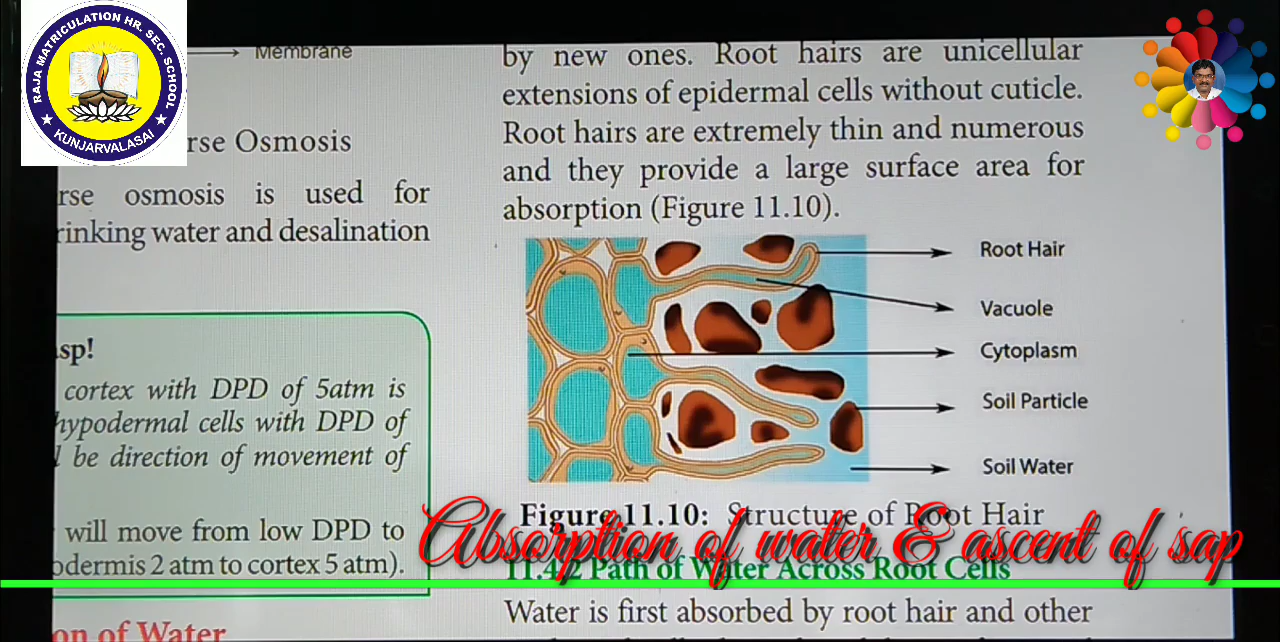 RAJA MATRICULATION HR. SEC. SCHOOL
★ KUNJARVALASAI ★
Membrane
rse Osmosis
rse osmosis is used for
rinking water and desalination
sp!
cortex with DPD of 5atm is
hypodermal cells with DPD of
l be direction of movement of
will move from low DPD to
odermis 2 atm to cortex 5 atm).
on of Water
by new ones. Root hairs are unicellular
extensions of epidermal cells without cuticle.
Root hairs are extremely thin and numerous
and they provide a large surface area for
absorption (Figure 11.10).
Root Hair
Vacuole
Cytoplasm
Soil Particle
Soil Water
Figure 11.10: Structure of Root Hair
Absorption of water & ascent of sap
11.4.2 Path of Water Across Root Cells
Water is first absorbed by root hair and other